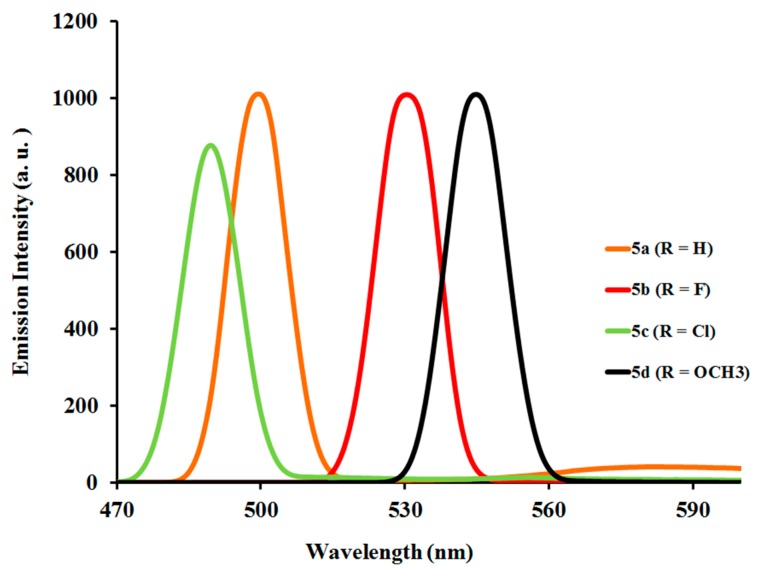 1200
1000
800
600
400
200
0
470 500 530 560 590
Emission Intensity (a. u. )
Wavelength (nm)
5a (R = H)
5b (R = F)
5c (R = Cl)
5d (R = OCH3)